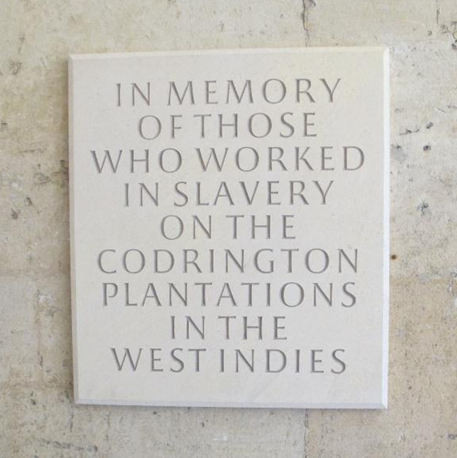 IN MEMORY
OF THOSE
WHO WORKED
IN SLAVERY
ON THE
CODRINGTON
PLANTATIONS
IN THE
WEST INDIES